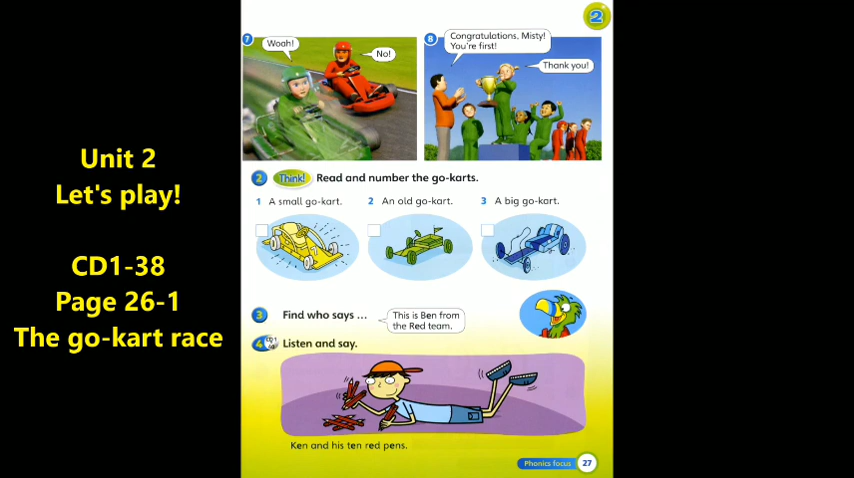 Unit 2
Let's play!
CD1-38
Page 26-1
The go-kart race
2
7
Woah!
No!
8
Congratulations, Misty!
You're first!
Thank you!
2 Think! Read and number the go-karts.
1 A small go-kart. 2 An old go-kart. 3 A big go-kart.
3 Find who says ...
This is Ben from
the Red team.
4 Listen and say.
Ken and his ten red pens.
Phonics focus 27